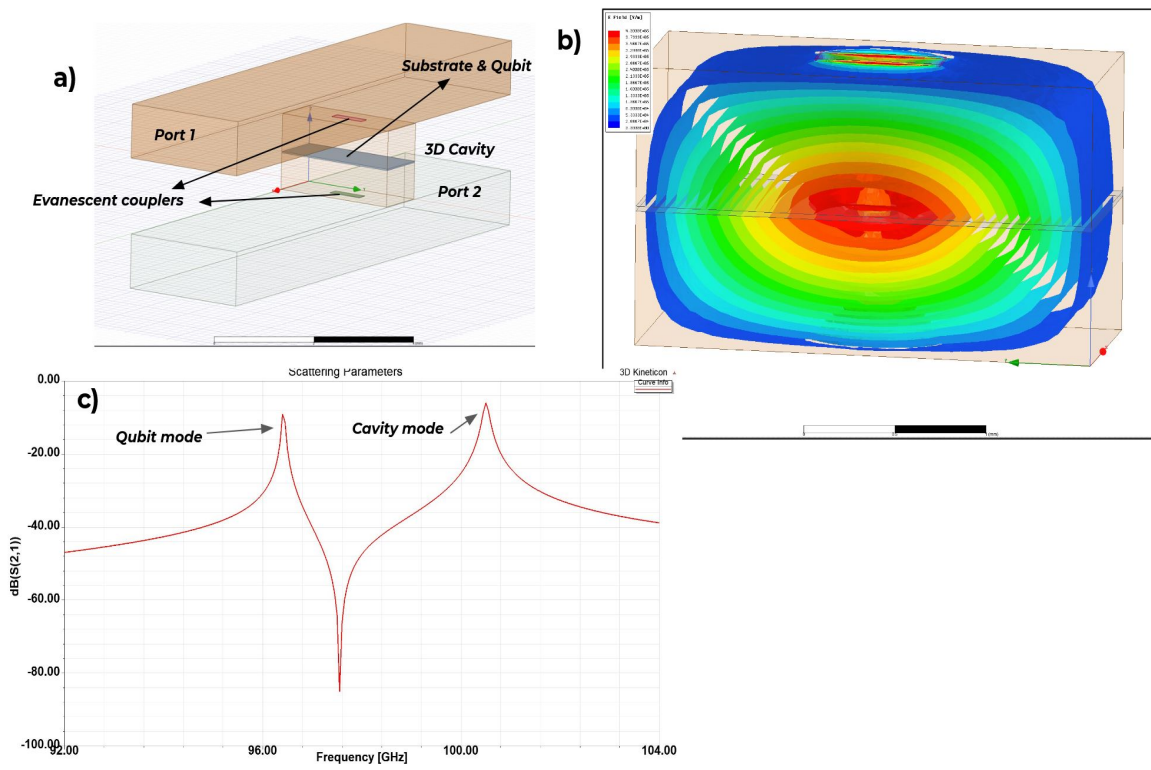 a)
Substrate & Qubit
Port 1
3D Cavity
Port 2
Evanescent couplers
b)
E Field [V/m]
Scattering Parameters
3D Kineticon
Curve Info
c)
0.00
-20.00
-40.00
-60.00
-80.00
-100.00
dB(S(2,1))
Qubit mode
Cavity mode
92.00
96.00
100.00
104.00
Frequency [GHz]